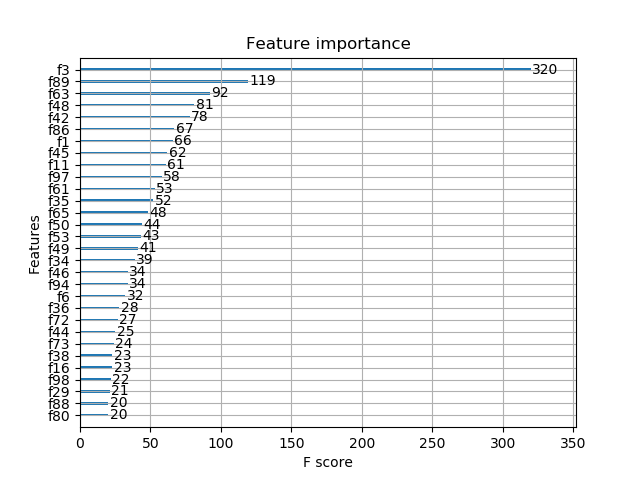 Feature importance
f3 320
f89 119
f63 92
f48 81
f42 78
f86 67
f1 66
f45 62
f11 61
f97 58
f61 53
f35 52
f65 48
f50 44
f53 43
f49 41
f34 39
f46 34
f94 34
f6 32
f36 28
f72 27
f44 25
f73 24
f38 23
f16 23
f98 22
f29 21
f88 20
f80 20
Features
0 50 100 150 200 250 300 350
F score